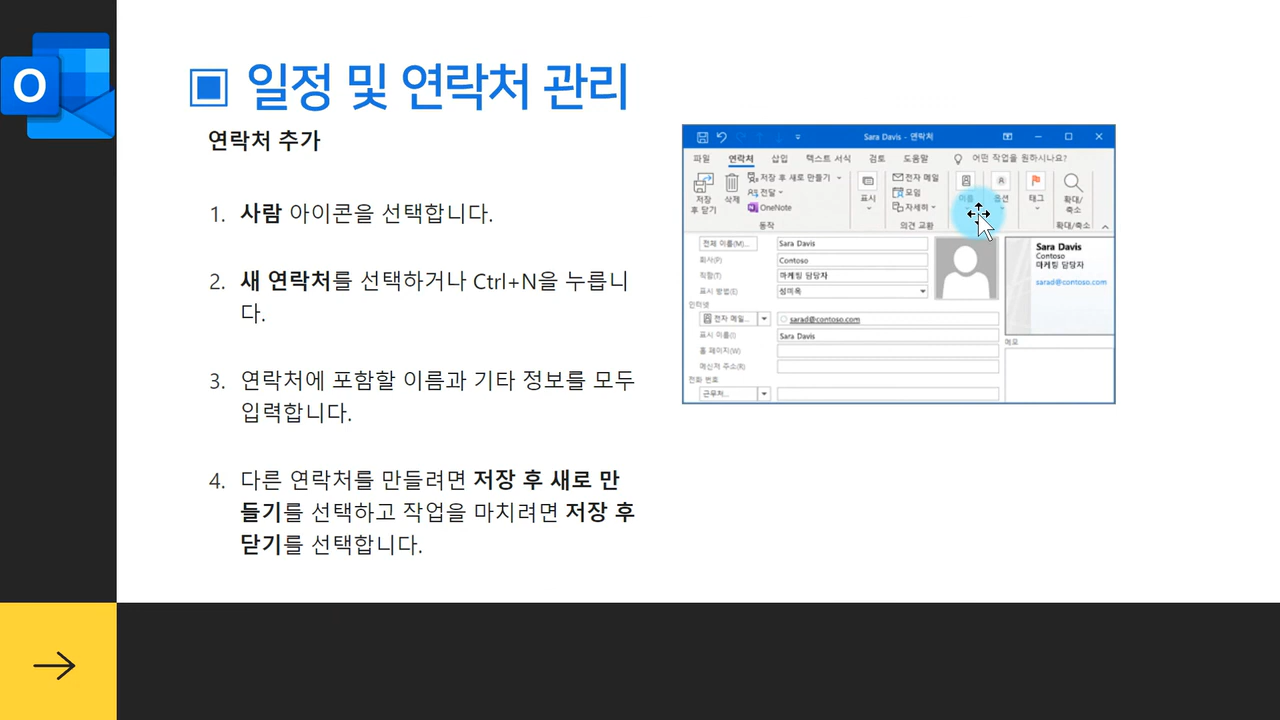 O
일정 및 연락처 관리
연락처 추가
1. 사람 아이콘을 선택합니다.
2. 새 연락처를 선택하거나 Ctrl+N을 누릅니
다.
3. 연락처에 포함할 이름과 기타 정보를 모두
입력합니다.
4. 다른 연락처를 만들려면 저장 후 새로 만
들기를 선택하고 작업을 마치려면 저장 후
닫기를 선택합니다.
Sara Davis - 연락처
파일 연락처 삽입 텍스트 서식 검토 도움말 어떤 작업을 원하시나요?
저장
후 닫기
삭제
저장 후 새로 만들기
전달
OneNote
동작
표시
전자 메일
모임
자세히
의견 교환
이름
옵션
태그
확대/
축소
확대/축소
전체 이름(M)... Sara Davis
회사(P) Contoso
직함(T) 마케팅 담당자
표시 방법(E) 심미옥
인터넷
전자 메일... sarad@contoso.com
표시 이름(I) Sara Davis
홈 페이지(W)
메신저 주소(R)
전화 번호
근무처...
Sara Davis
Contoso
마케팅 담당자
sarad@contoso.com
메모